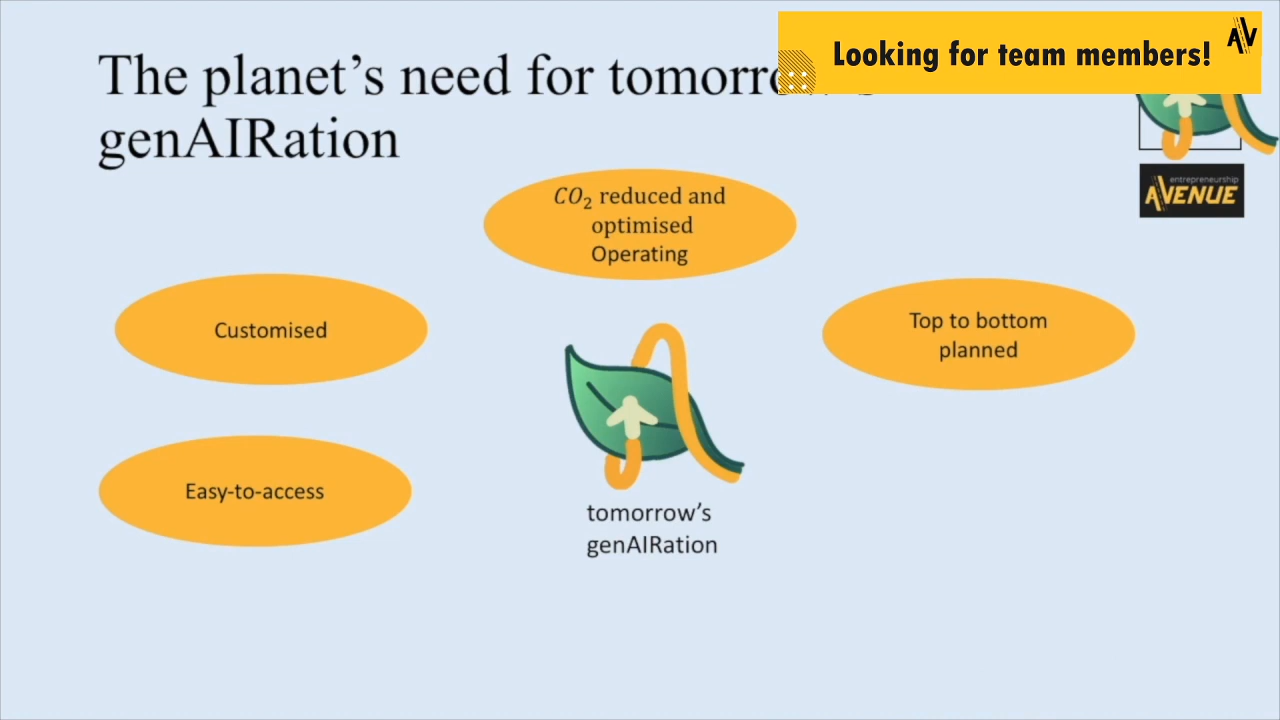 Looking for team members!
AV
The planet’s need for
genAIRation
entrepreneurship
AVENUE
CO₂ reduced and
optimised
Operating
Customised
Top to bottom
planned
Easy-to-access
tomorrow’s
genAIRation